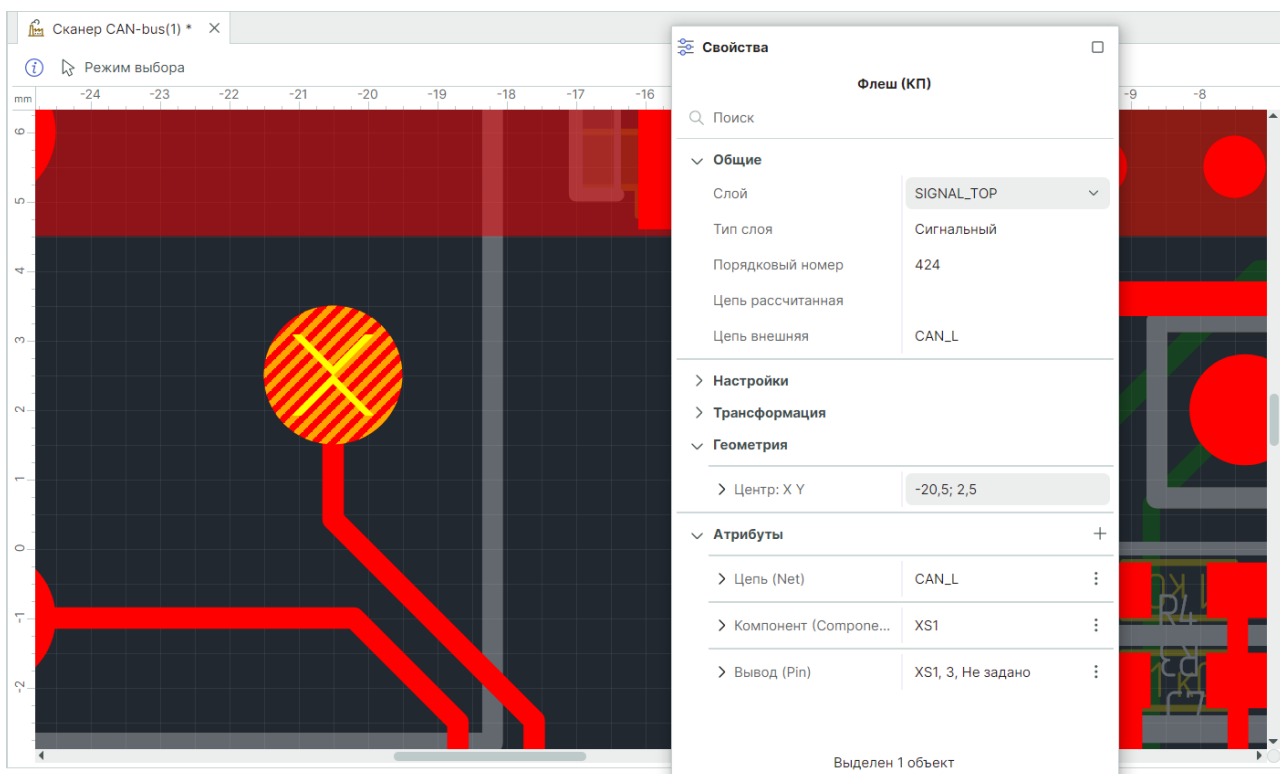 Сканер CAN-bus(1) *
Режим выбора
mm -24 -23 -22 -21 -20 -19 -18 -17 -16 -9 -8
6
5
4
3
2
1
0
-1
-2
Свойства
Флеш (КП)
Поиск
Общие
Слой SIGNAL_TOP
Тип слоя Сигнальный
Порядковый номер 424
Цепь рассчитанная
Цепь внешняя CAN_L
Настройки
Трансформация
Геометрия
Центр: X Y -20,5; 2,5
Атрибуты
Цепь (Net) CAN_L
Компонент (Compone... XS1
Вывод (Pin) XS1, 3, Не задано
Выделен 1 объект
R4